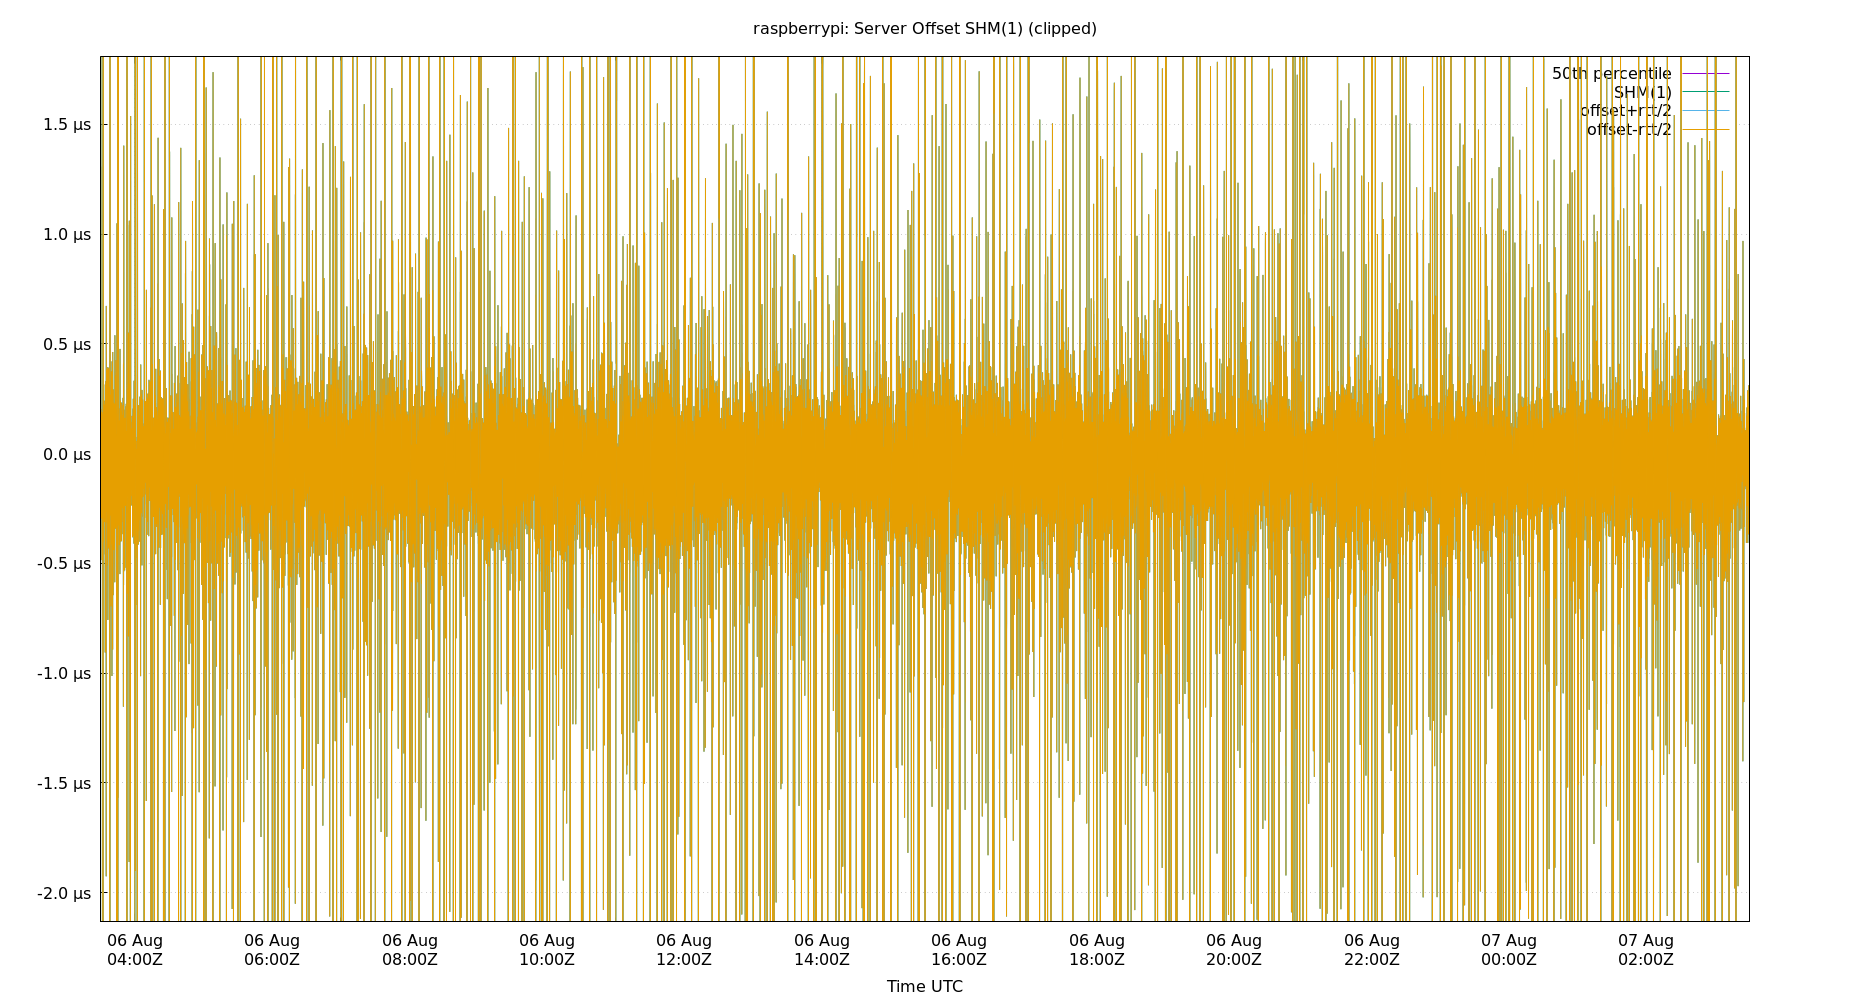 raspberrypi: Server Offset SHM(1) (clipped)
50th percentile
SHM(1)
offset+rtt/2
offset-rtt/2
1.5 µs
1.0 µs
0.5 µs
0.0 µs
-0.5 µs
-1.0 µs
-1.5 µs
-2.0 µs
06 Aug 06 Aug 06 Aug 06 Aug 06 Aug 06 Aug 06 Aug 06 Aug 06 Aug 06 Aug 07 Aug 07 Aug
04:00Z 06:00Z 08:00Z 10:00Z 12:00Z 14:00Z 16:00Z 18:00Z 20:00Z 22:00Z 00:00Z 02:00Z
Time UTC